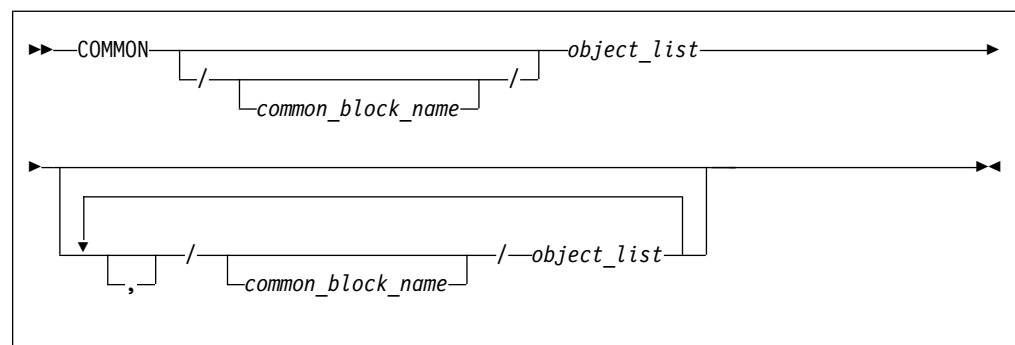 COMMON object_list
/ /
common_block_name
/ / object_list
, common_block_name